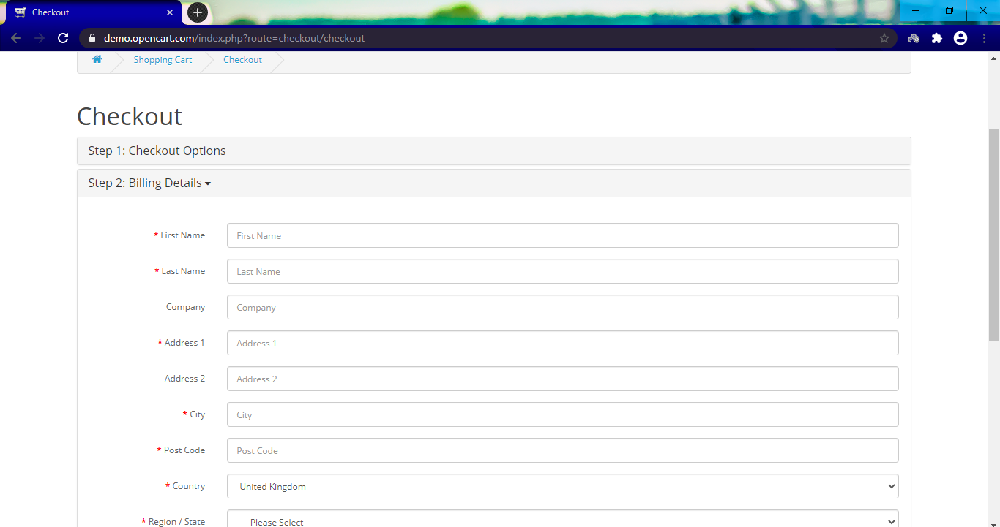 Checkout
demo.opencart.com/index.php?route=checkout/checkout
Shopping Cart Checkout
Checkout
Step 1: Checkout Options
Step 2: Billing Details
* First Name First Name
* Last Name Last Name
Company Company
* Address 1 Address 1
Address 2 Address 2
* City City
* Post Code Post Code
* Country United Kingdom
* Region / State --- Please Select ---